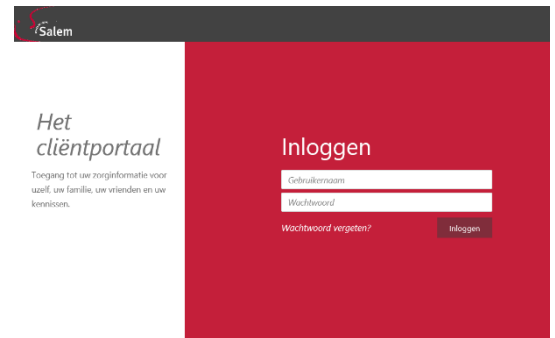 Salem
Het
cliëntportaal
Toegang tot uw zorginformatie voor
uzelf, uw familie, uw vrienden en uw
kennissen.
Inloggen
Gebruikernaam
Wachtwoord
Wachtwoord vergeten?
Inloggen